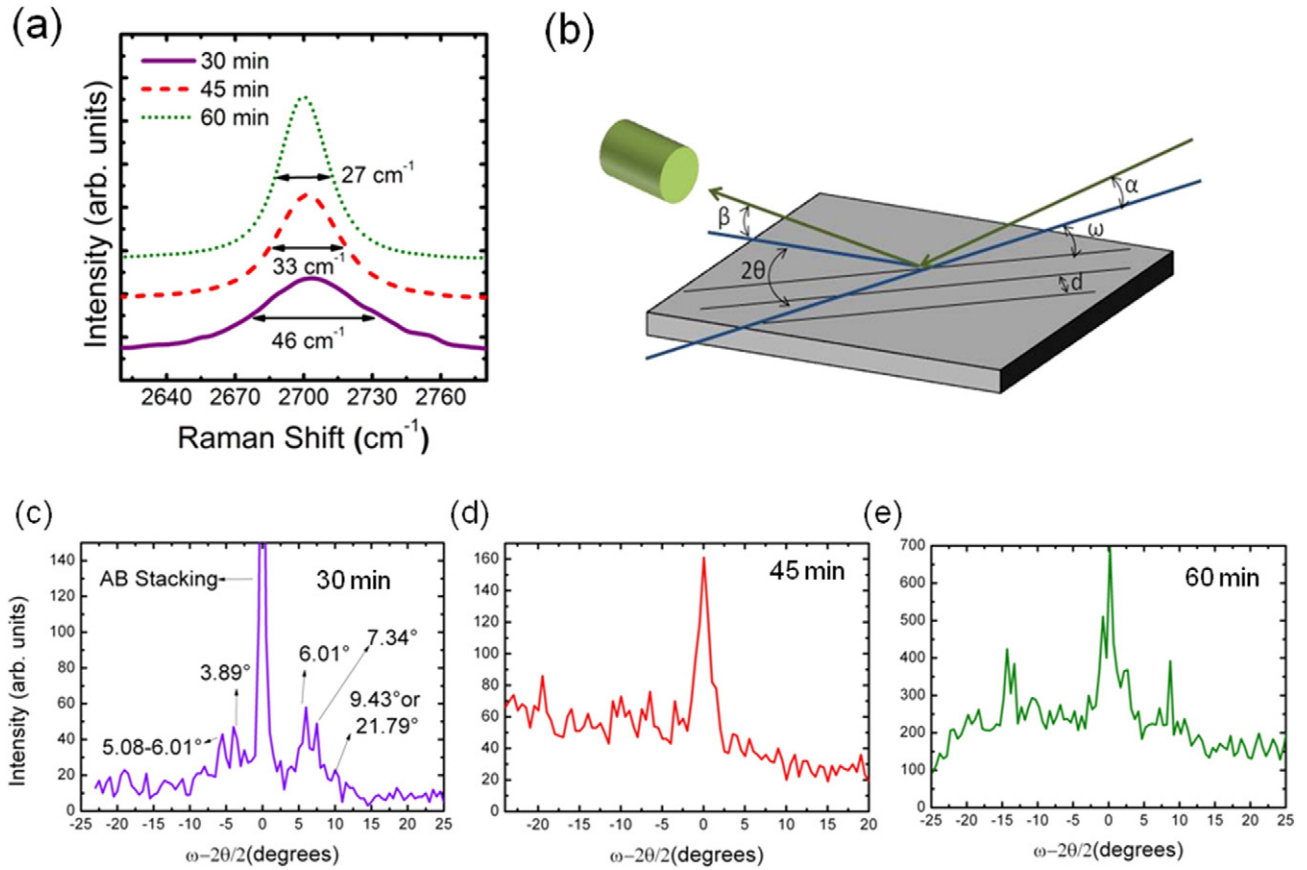 (a)
30 min
45 min
60 min
27 cm⁻¹
33 cm⁻¹
46 cm⁻¹
Intensity (arb. units)
2640 2670 2700 2730 2760
Raman Shift (cm⁻¹)
(b)
α
β
ω
2θ
d
(c)
140
120
100
80
60
40
20
0
Intensity (arb. units)
AB Stacking
30 min
7.34°
6.01°
3.89°
9.43°or
21.79°
5.08-6.01°
-25 -20 -15 -10 -5 0 5 10 15 20 25
ω-2θ/2(degrees)
(d)
160
140
120
100
80
60
40
20
0
45 min
-20 -15 -10 -5 0 5 10 15 20
ω-2θ/2(degrees)
(e)
700
600
500
400
300
200
100
0
60 min
-25 -20 -15 -10 -5 0 5 10 15 20 25
ω-2θ/2(degrees)